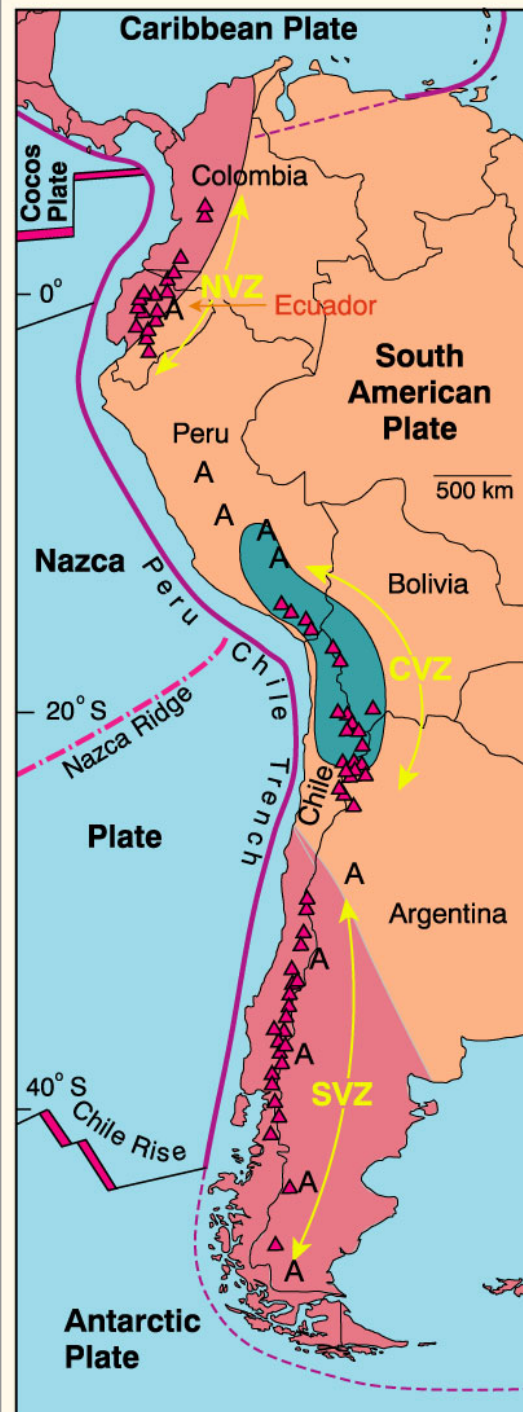 Caribbean Plate
Cocos
Plate
Colombia
0°
NVZ
A
Ecuador
South
American
Plate
500 km
Peru
A
A
A
A
Nazca
Peru Chile Trench
Bolivia
CVZ
20° S
Nazca Ridge
Chile
Plate
A
Argentina
A
A
40° S
SVZ
Chile Rise
A
A
Antarctic
Plate